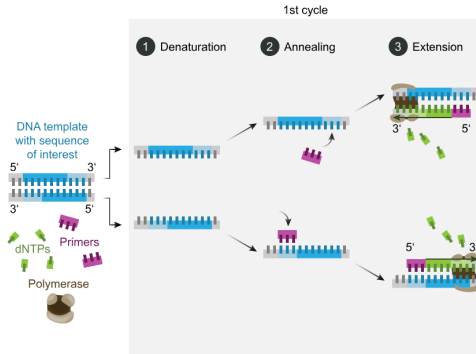 1st cycle
1 Denaturation
2 Annealing
3 Extension
DNA template
with sequence
of interest
5' 3'
3' 5'
dNTPs
Primers
Polymerase
3' 5'
5' 3